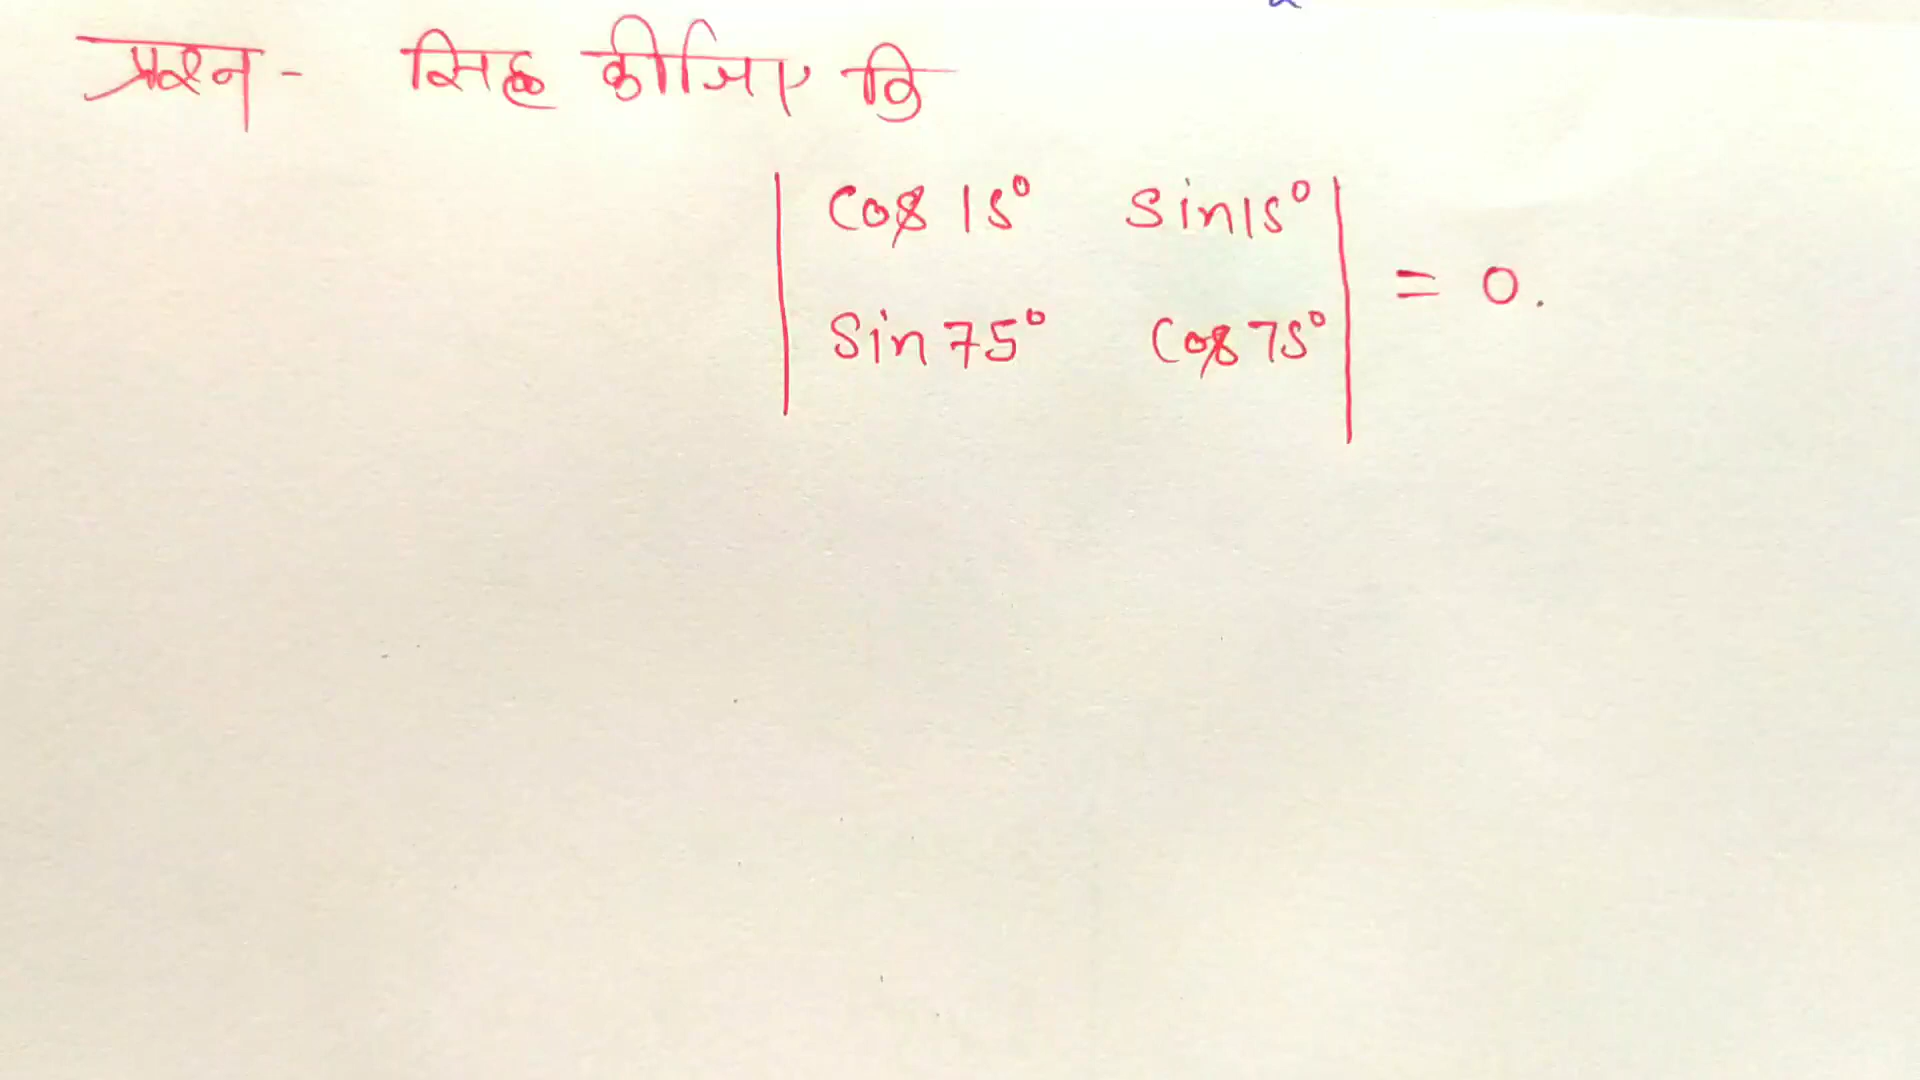 प्रश्न - सिद्ध कीजिए कि
| cos 15° sin 15° |
| sin 75° cos 75° | = 0.